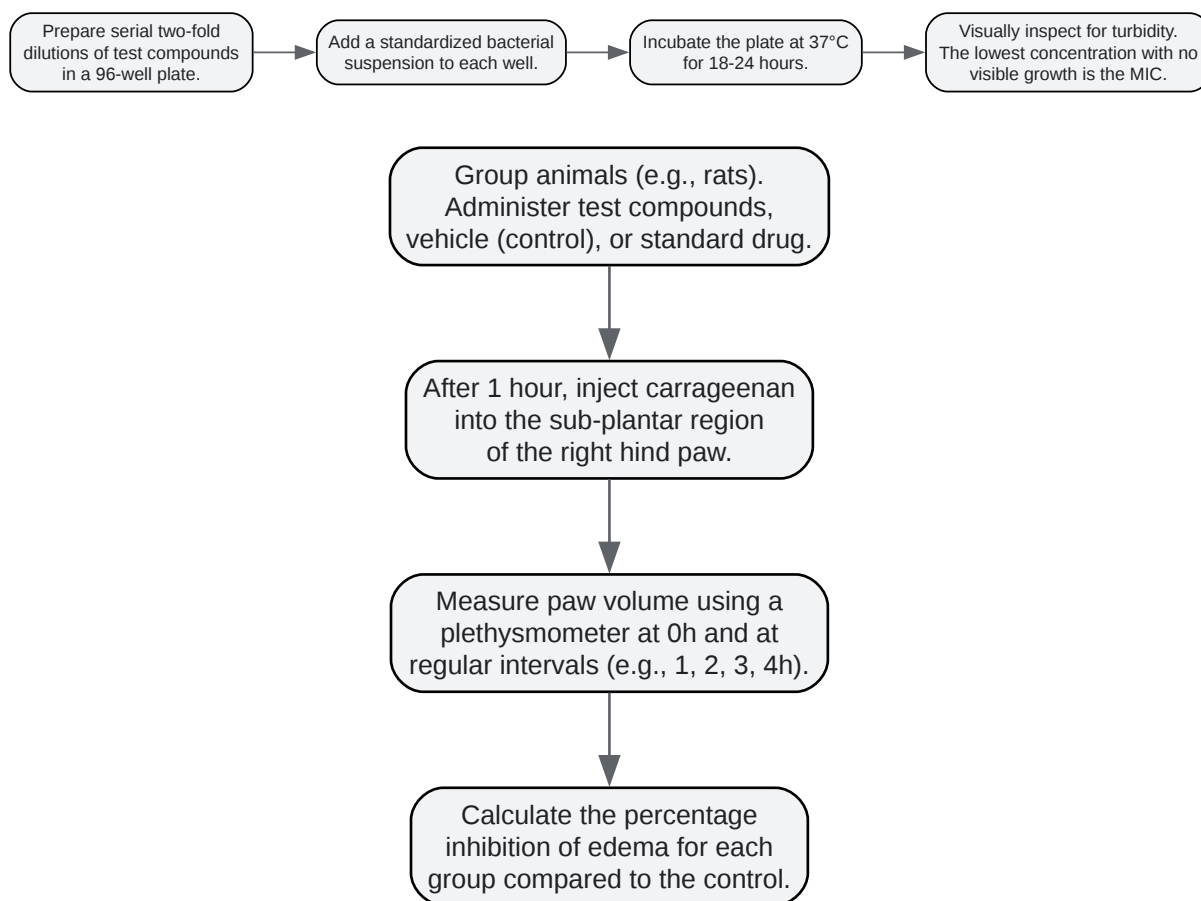 Prepare serial two-fold
dilutions of test compounds
in a 96-well plate.
Add a standardized bacterial
suspension to each well.
Incubate the plate at 37°C
for 18-24 hours.
Visually inspect for turbidity.
The lowest concentration with no
visible growth is the MIC.
Group animals (e.g., rats).
Administer test compounds,
vehicle (control), or standard drug.
After 1 hour, inject carrageenan
into the sub-plantar region
of the right hind paw.
Measure paw volume using a
plethysmometer at 0h and at
regular intervals (e.g., 1, 2, 3, 4h).
Calculate the percentage
inhibition of edema for each
group compared to the control.